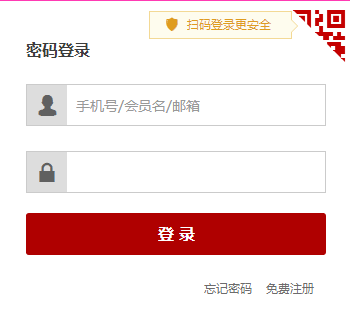 扫码登录更安全
密码登录
手机号/会员名/邮箱
登 录
忘记密码 免费注册